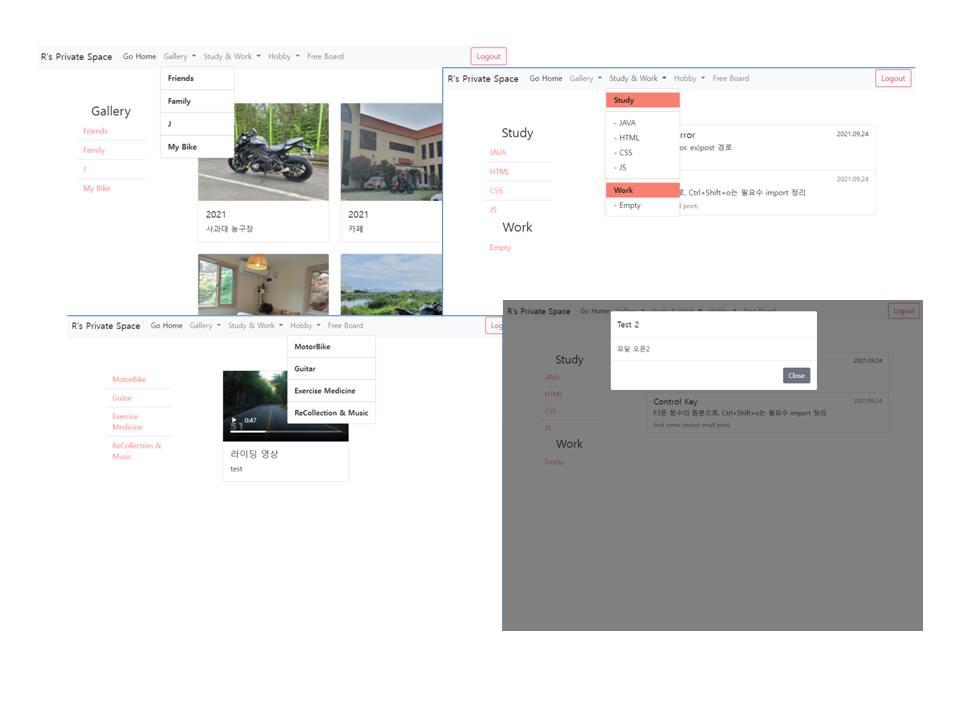 R's Private Space Go Home Gallery Study & Work Hobby Free Board Logout
Friends
Family
J
My Bike
Gallery
Friends
Family
J
My Bike
2021
사과대 농구장
2021
카페
R's Private Space Go Home Gallery Study & Work Hobby Free Board Logout
Study
- JAVA
- HTML
- CSS
- JS
Work
- Empty
Study
JAVA
HTML
CSS
JS
Work
Empty
2021.09.24
or. ex)post 경로
2021.09.24
Ctrl+Shift+o는 필요수 import 정리
print.
R's Private Space Go Home Gallery Study & Work Hobby Free Board
MotorBike
Guitar
Exercise Medicine
ReCollection & Music
MotorBike
Guitar
Exercise
Medicine
ReCollection &
Music
0:47
라이딩 영상
test
R's Private Space Go Home Logout
Test 2
모달 오픈2
Close
Study
JAVA
HTML
CSS
JS
Work
Empty
2021.09.24
Control Key 2021.09.24
F3은 함수의 원본으로, Ctrl+Shift+o는 필요수 import 정리
And some muted small print.